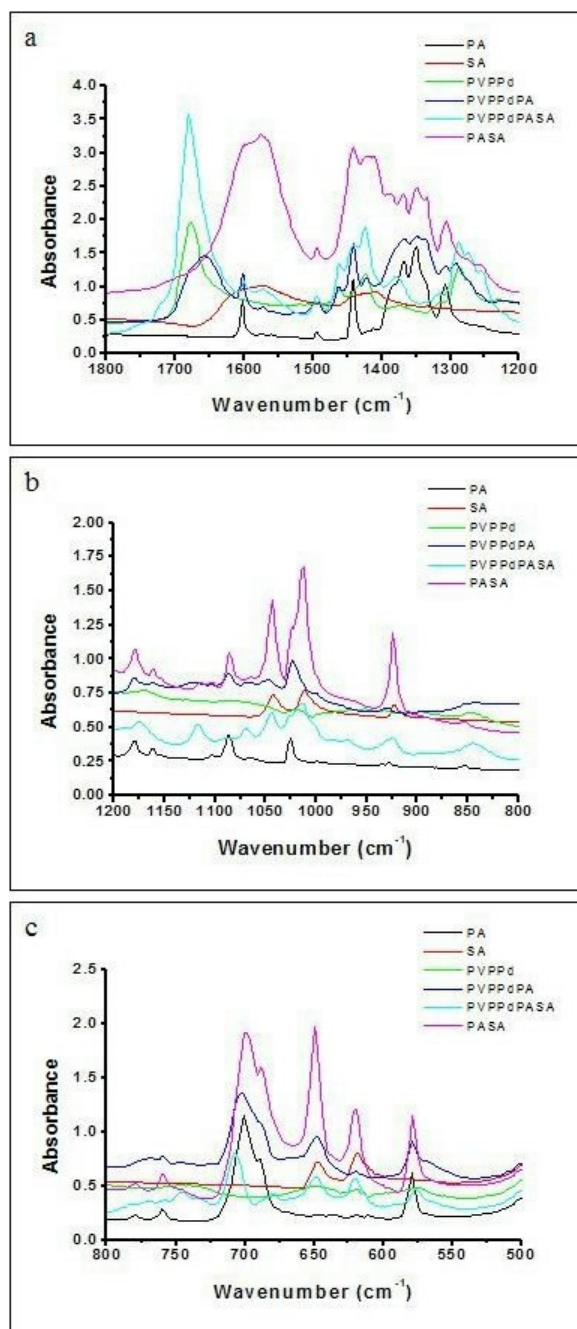 a
PA
SA
PVPPd
PVPPdPA
PVPPdPASA
PASA
4.0
3.5
3.0
2.5
2.0
1.5
1.0
0.5
0.0
Absorbance
1800 1700 1600 1500 1400 1300 1200
Wavenumber (cm⁻¹)
b
PA
SA
PVPPd
PVPPdPA
PVPPdPASA
PASA
2.00
1.75
1.50
1.25
1.00
0.75
0.50
0.25
0.00
Absorbance
1200 1150 1100 1050 1000 950 900 850 800
Wavenumber (cm⁻¹)
c
PA
SA
PVPPd
PVPPdPA
PVPPdPASA
PASA
2.5
2.0
1.5
1.0
0.5
0.0
Absorbance
800 750 700 650 600 550 500
Wavenumber (cm⁻¹)